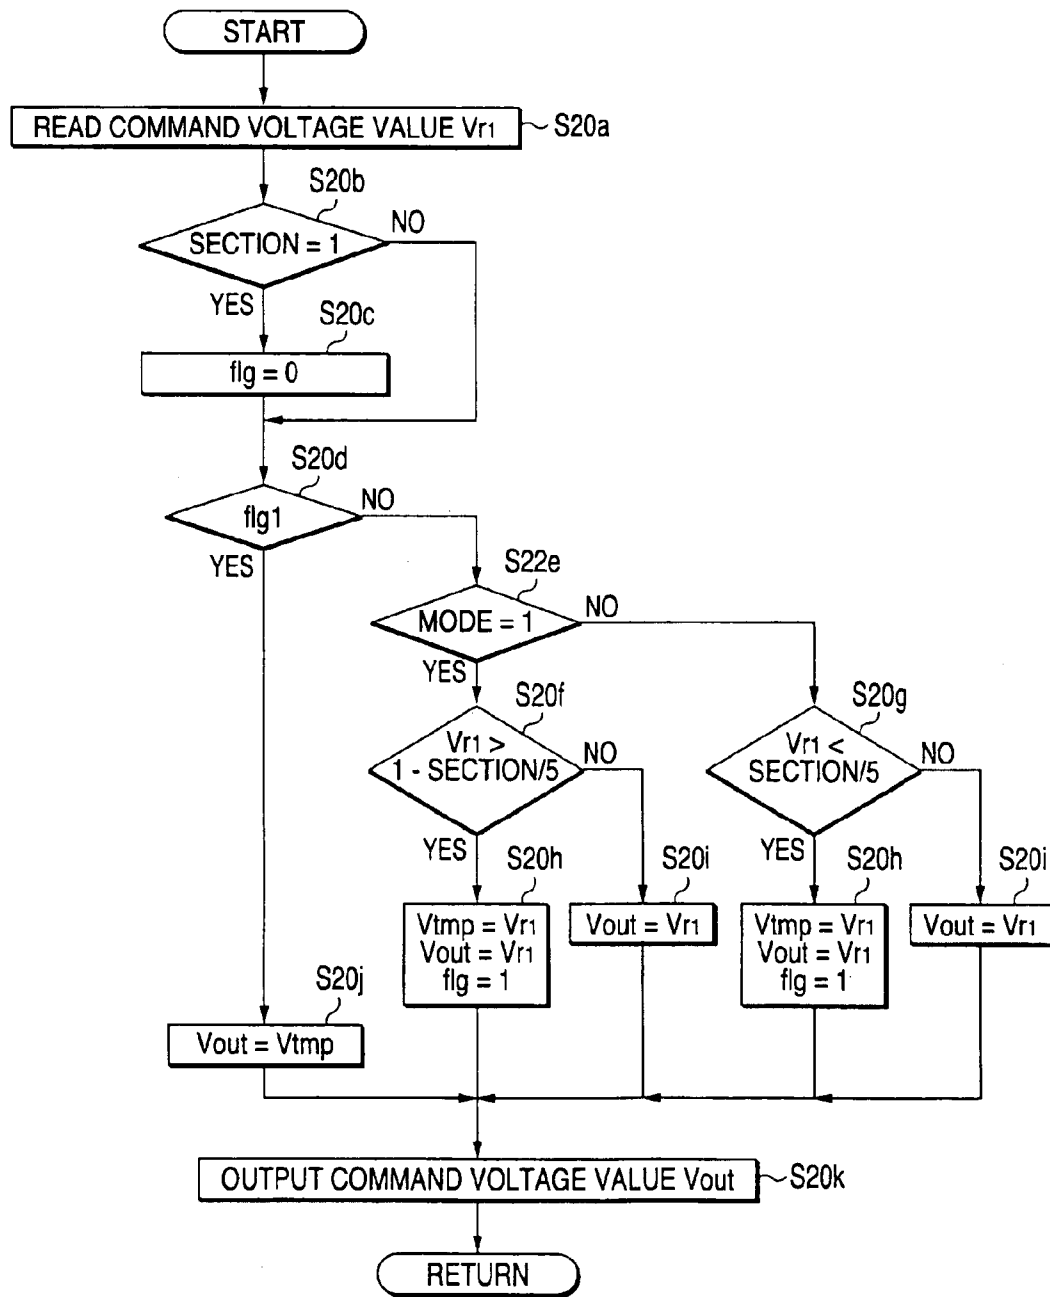 START
READ COMMAND VOLTAGE VALUE Vr1
S20a
S20b
SECTION = 1
NO
YES
S20c
flg = 0
S20d
flg1
NO
YES
S22e
MODE = 1
NO
YES
S20f
Vr1 >
1 - SECTION/5
NO
YES
S20g
Vr1 <
SECTION/5
NO
YES
S20h
Vtmp = Vr1
Vout = Vr1
flg = 1
S20i
Vout = Vr1
S20h
Vtmp = Vr1
Vout = Vr1
flg = 1
S20i
Vout = Vr1
S20j
Vout = Vtmp
OUTPUT COMMAND VOLTAGE VALUE Vout
S20k
RETURN